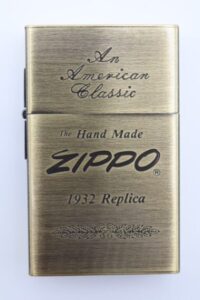 An
American
Classic
The Hand Made
ZIPPO®
1932 Replica